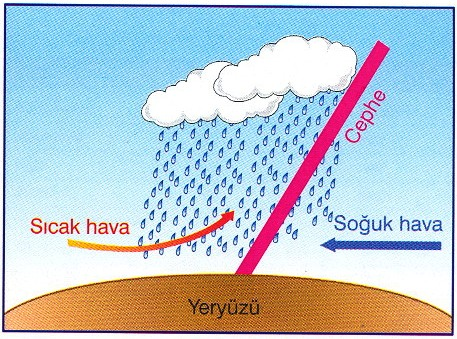 Cephe
Sıcak hava
Soğuk hava
Yeryüzü